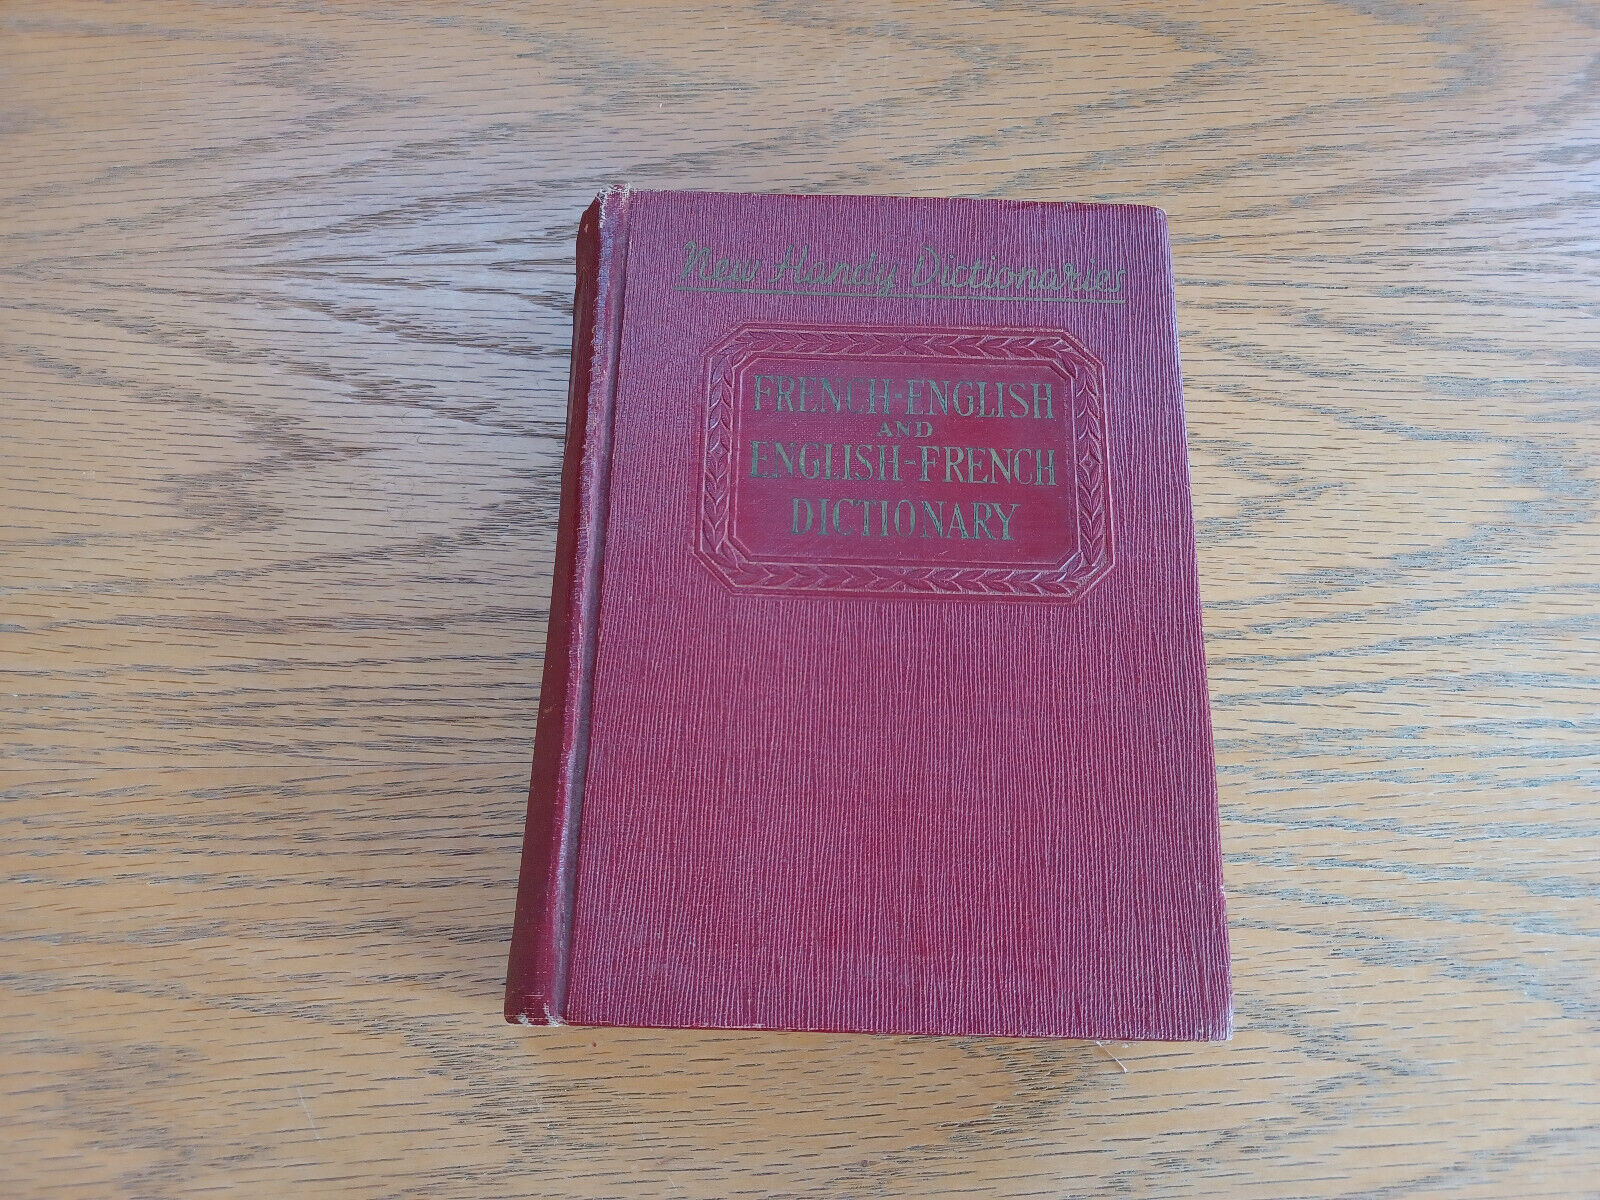 New Handy Dictionaries
FRENCH-ENGLISH
AND
ENGLISH-FRENCH
DICTIONARY